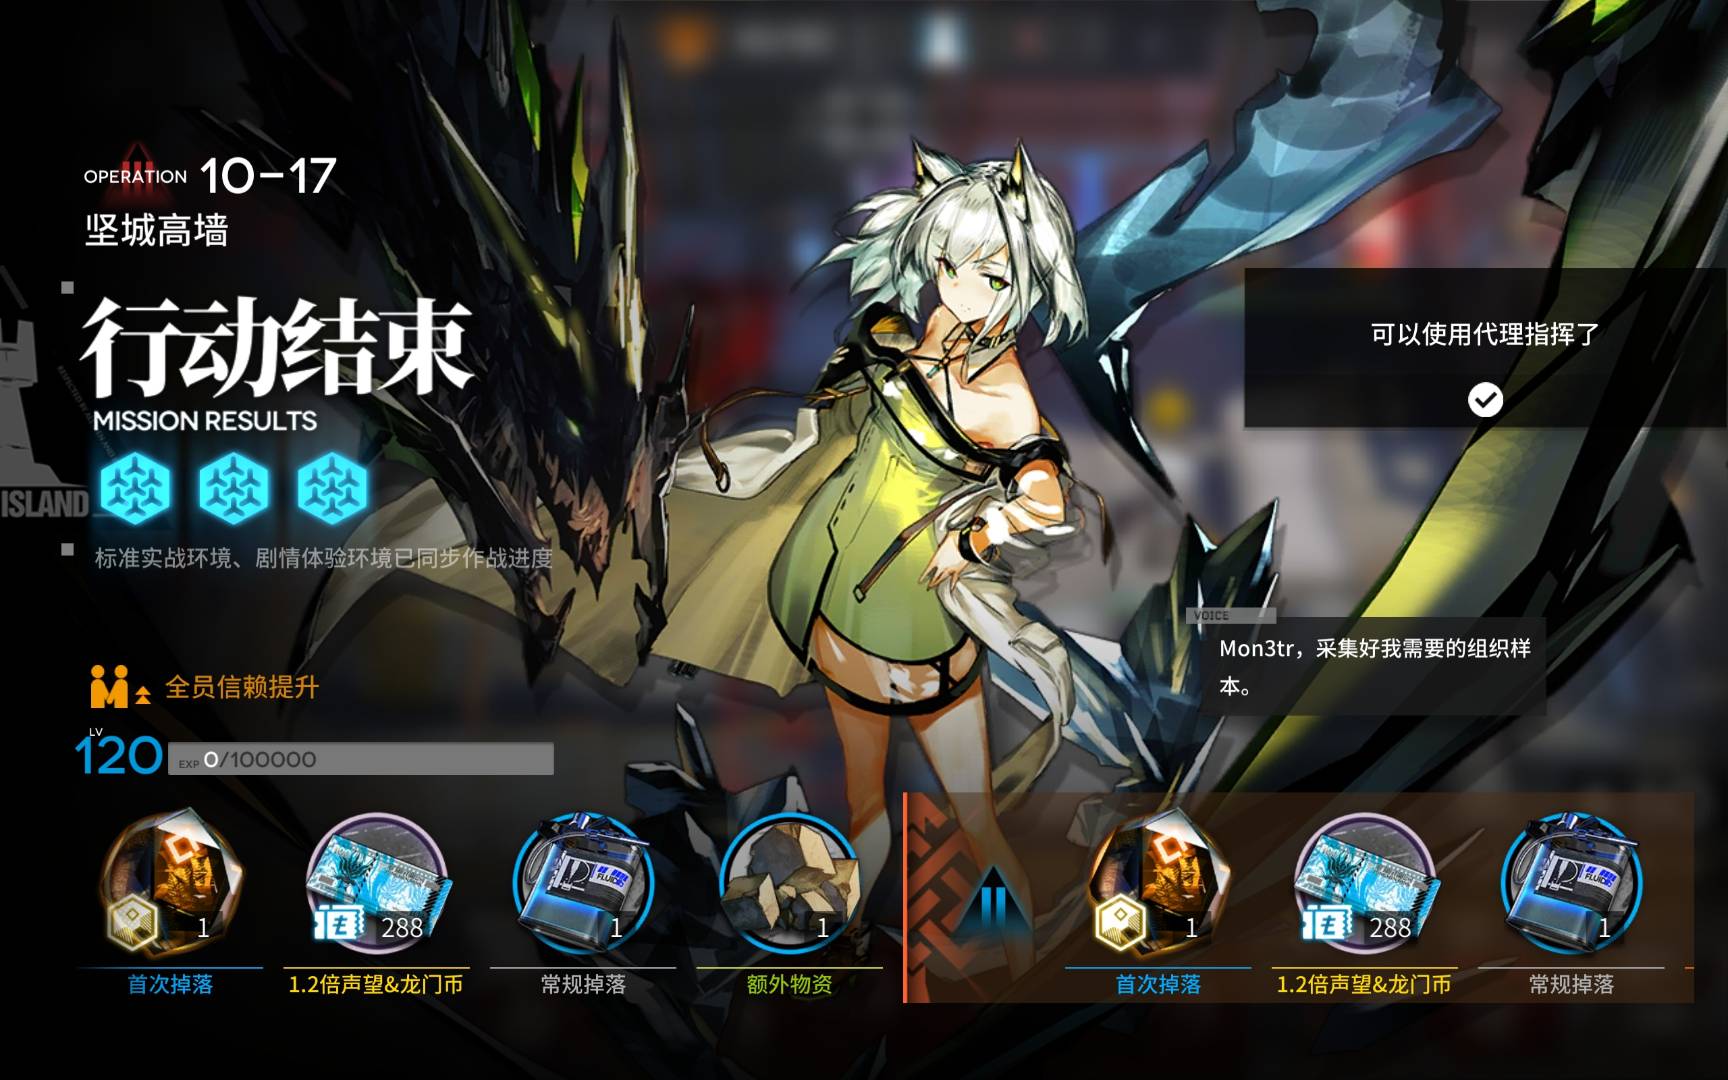 OPERATION 10-17
坚城高墙
行动结束
MISSION RESULTS
ISLAND
标准实战环境、剧情体验环境已同步作战进度
可以使用代理指挥了
VOICE
Mon3tr，采集好我需要的组织样
本。
全员信赖提升
LV
120 EXP 0/100000
1 288 1 1 1 288 1
首次掉落 1.2倍声望&龙门币 常规掉落 额外物资 首次掉落 1.2倍声望&龙门币 常规掉落